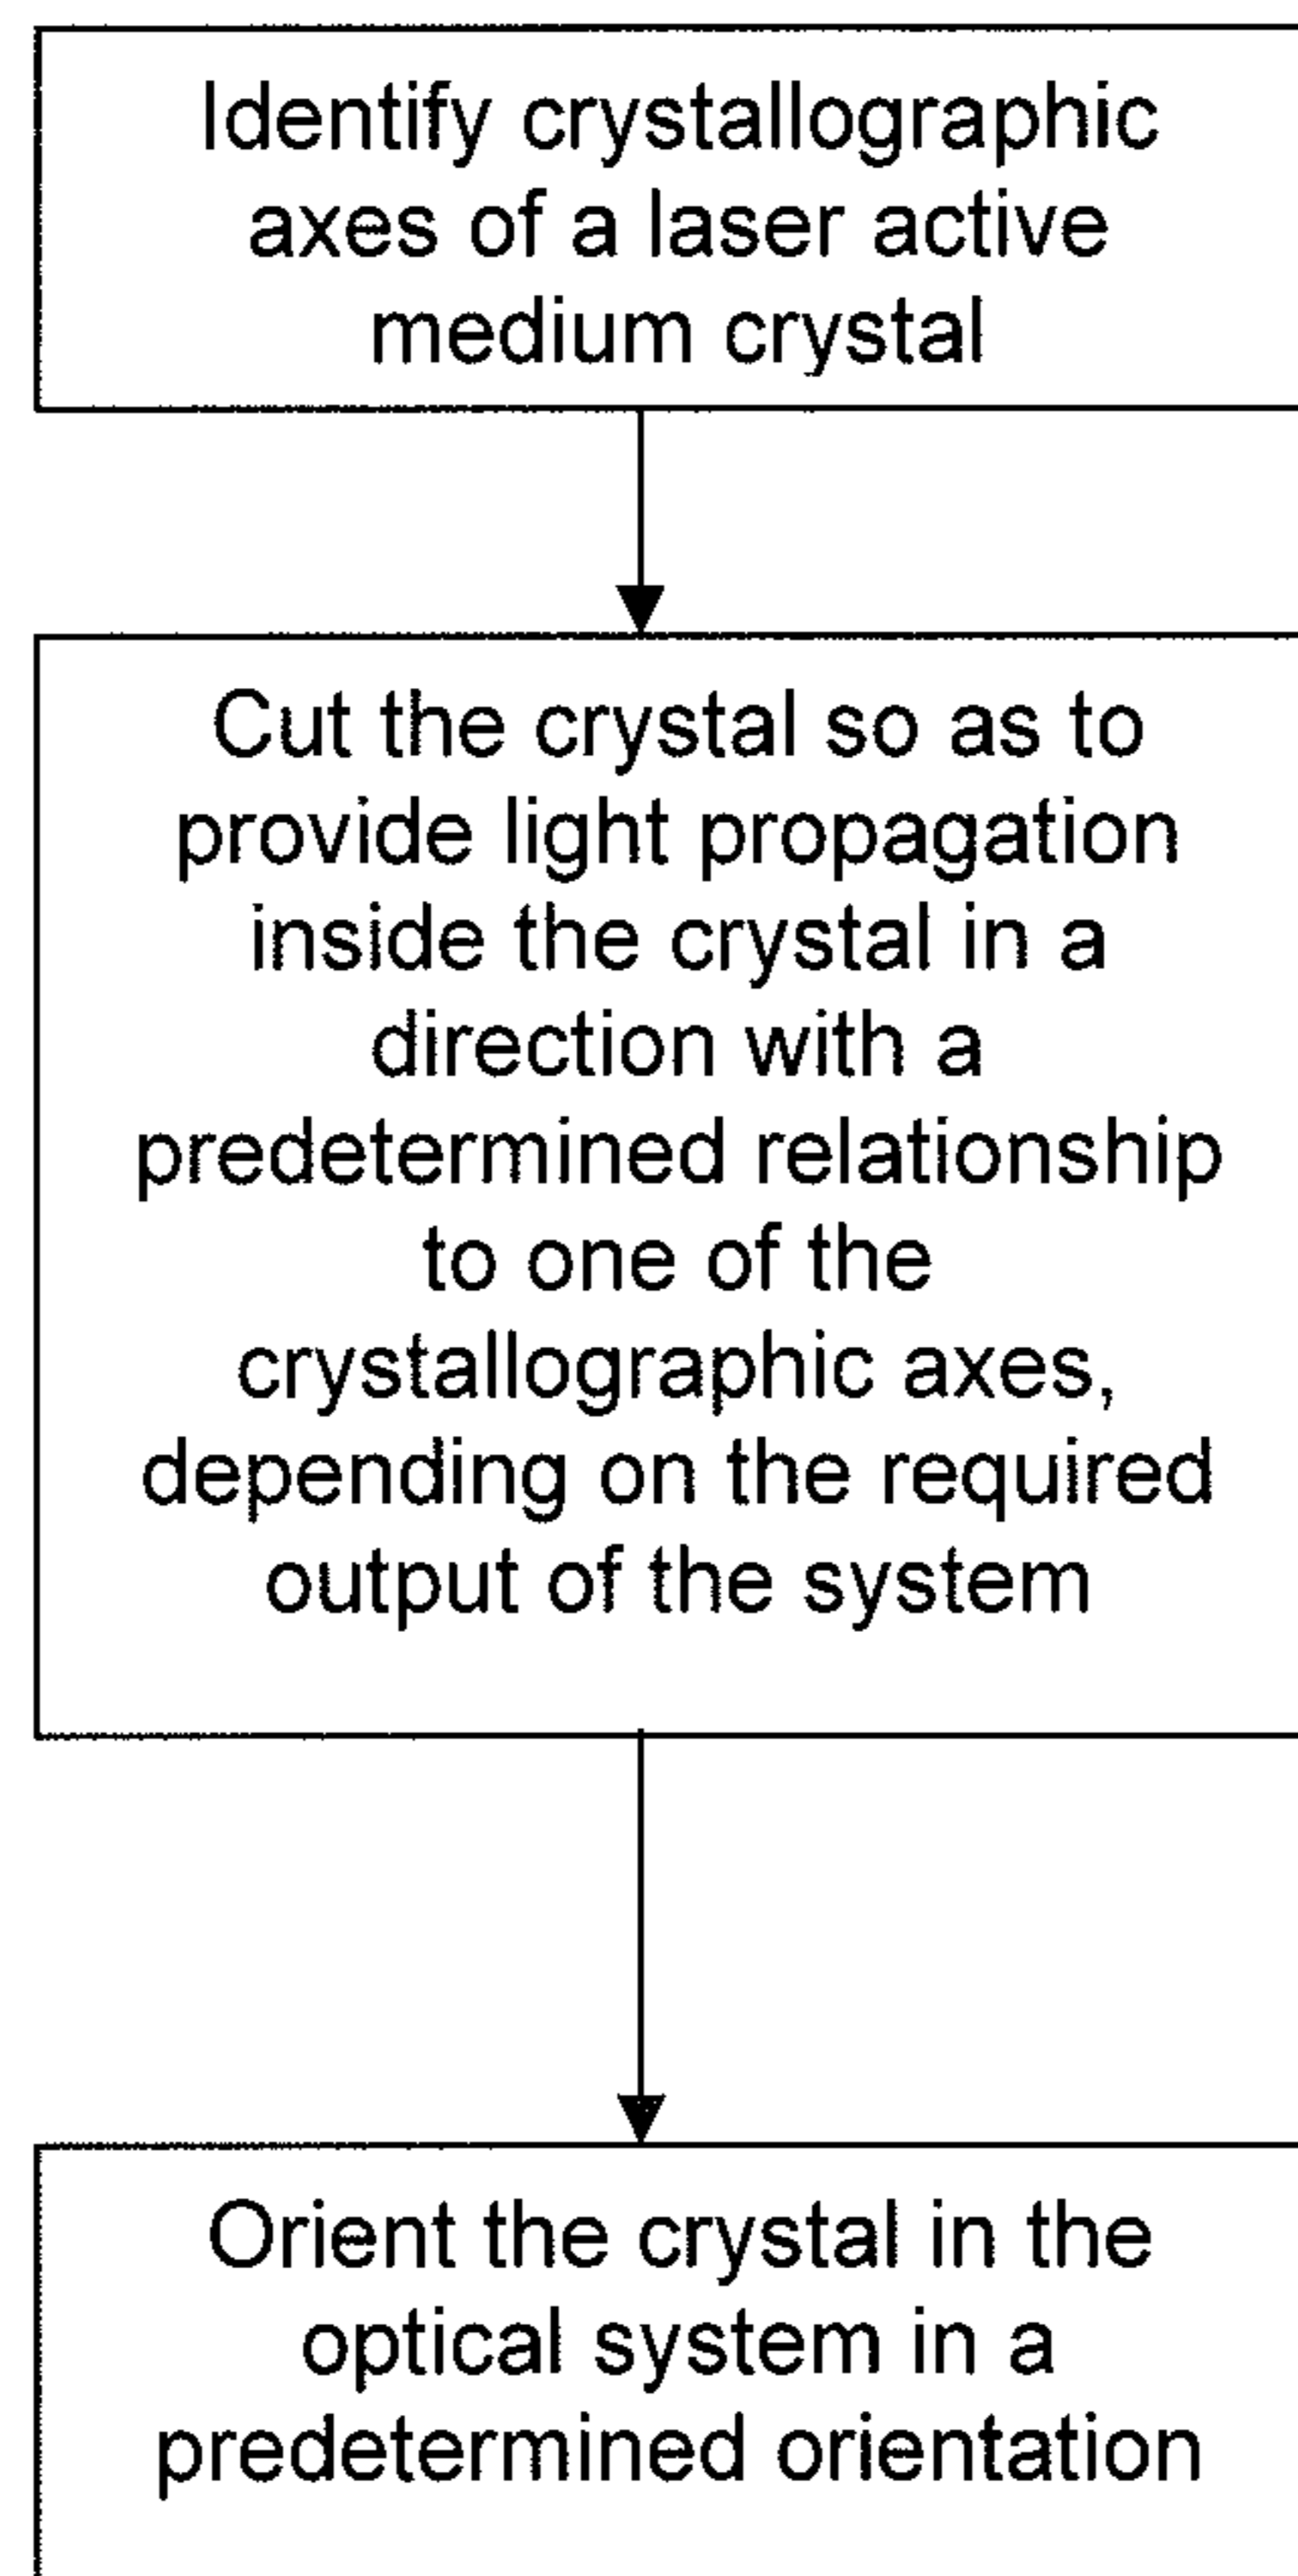 Identify crystallographic
axes of a laser active
medium crystal
Cut the crystal so as to
provide light propagation
inside the crystal in a
direction with a
predetermined relationship
to one of the
crystallographic axes,
depending on the required
output of the system
Orient the crystal in the
optical system in a
predetermined orientation